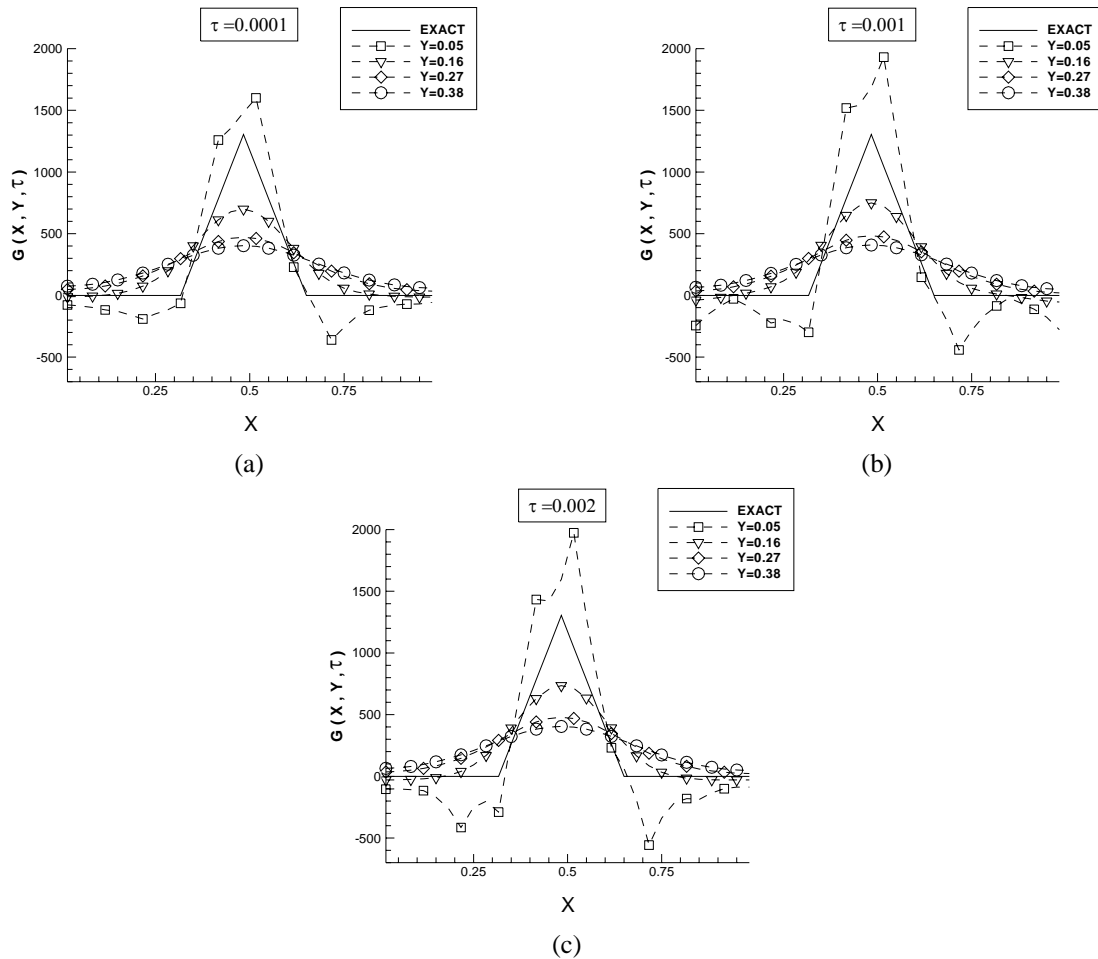 τ =0.0001
EXACT
Y=0.05
Y=0.16
Y=0.27
Y=0.38
2000
1500
1000
500
0
-500
G ( X , Y , τ )
0.25
0.5
0.75
X
(a)
τ =0.001
EXACT
Y=0.05
Y=0.16
Y=0.27
Y=0.38
2000
1500
1000
500
0
-500
G ( X , Y , τ )
0.25
0.5
0.75
X
(b)
τ =0.002
EXACT
Y=0.05
Y=0.16
Y=0.27
Y=0.38
2000
1500
1000
500
0
-500
G ( X , Y , τ )
0.25
0.5
0.75
X
(c)